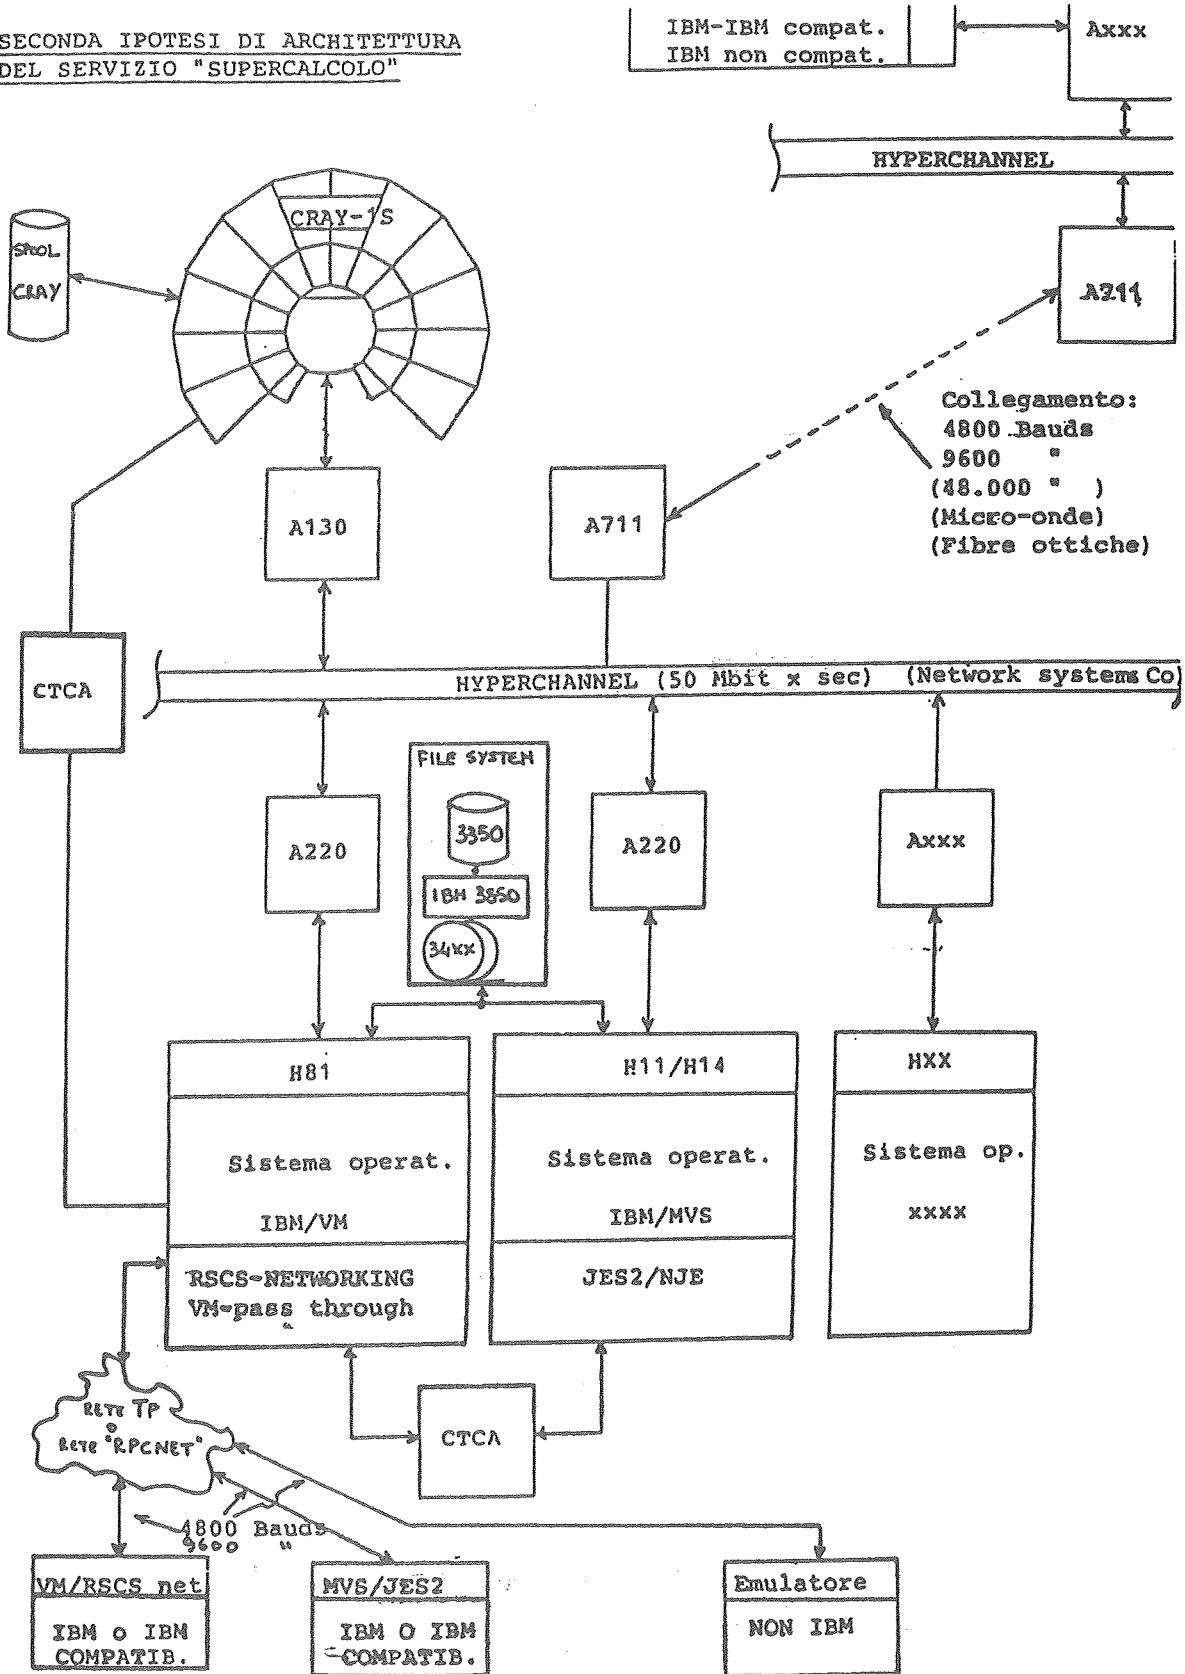 SECONDA IPOTESI DI ARCHITETTURA
DEL SERVIZIO "SUPERCALCOLO"
IBM-IBM compat.
IBM non compat.
Axxx
HYPERCHANNEL
CRAY-1S
SPOOL
CRAY
A711
Collegamento:
4800 Bauds
9600 "
(48.000 " )
(Micro-onde)
(Fibre ottiche)
A130
A711
CTCA
HYPERCHANNEL (50 Mbit x sec) (Network systems Co)
FILE SYSTEM
3350
IBM 3850
34xx
A220
A220
Axxx
H81
Sistema operat.
IBM/VM
RSCS-NETWORKING
VM-pass through
H11/H14
Sistema operat.
IBM/MVS
JES2/NJE
HXX
Sistema op.
xxxx
RETE TP
O
RETE "RPCNET"
CTCA
4800 Bauds
9600 "
VM/RSCS net
IBM O IBM
COMPATIB.
MVS/JES2
IBM O IBM
COMPATIB.
Emulatore
NON IBM